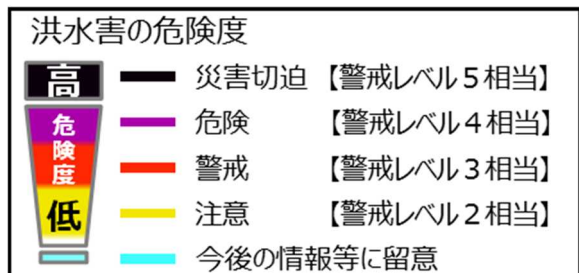 洪水害の危険度
高 災害切迫 【警戒レベル5相当】
危険度 危険 【警戒レベル4相当】
警戒 【警戒レベル3相当】
低 注意 【警戒レベル2相当】
今後の情報等に留意